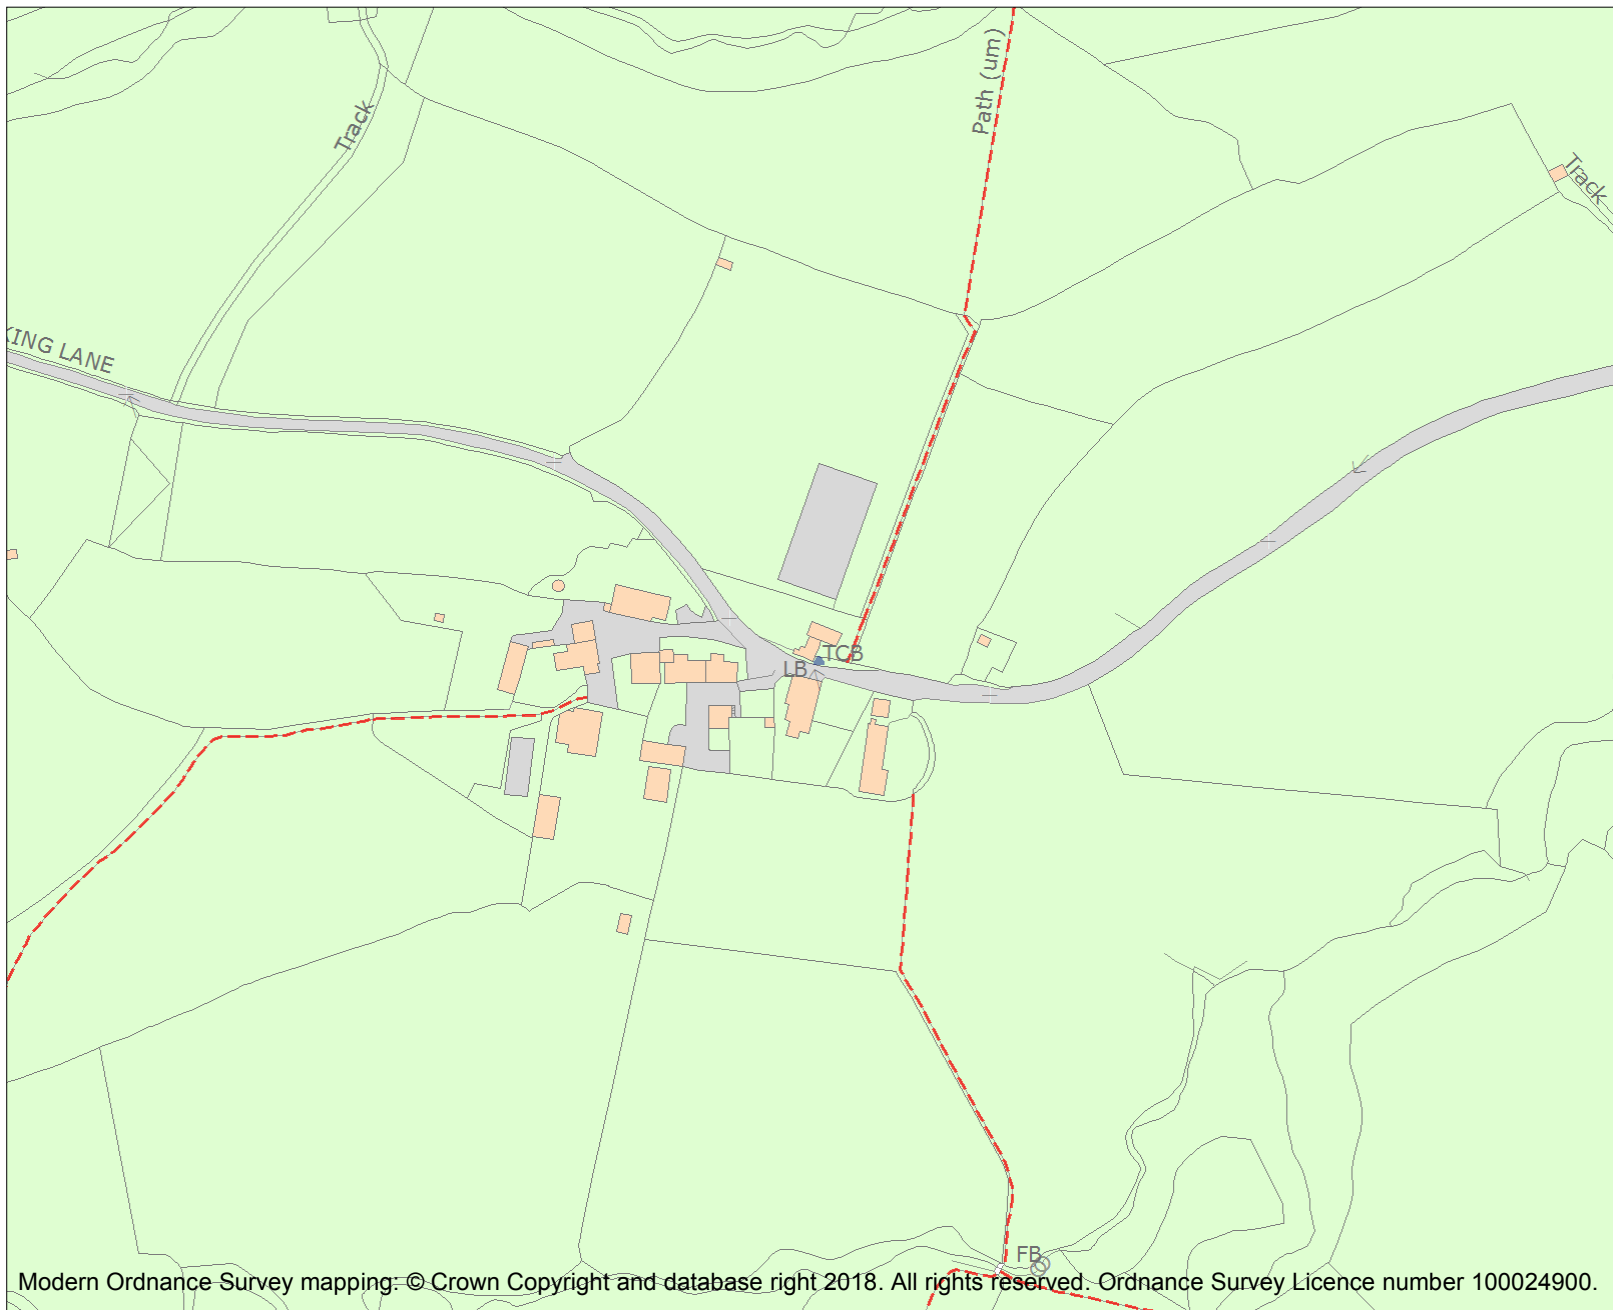 Path (um)
Track
Track
KING LANE
TCB
LB
FB
Modern Ordnance Survey mapping: © Crown Copyright and database right 2018. All rights reserved. Ordnance Survey Licence number 100024900.